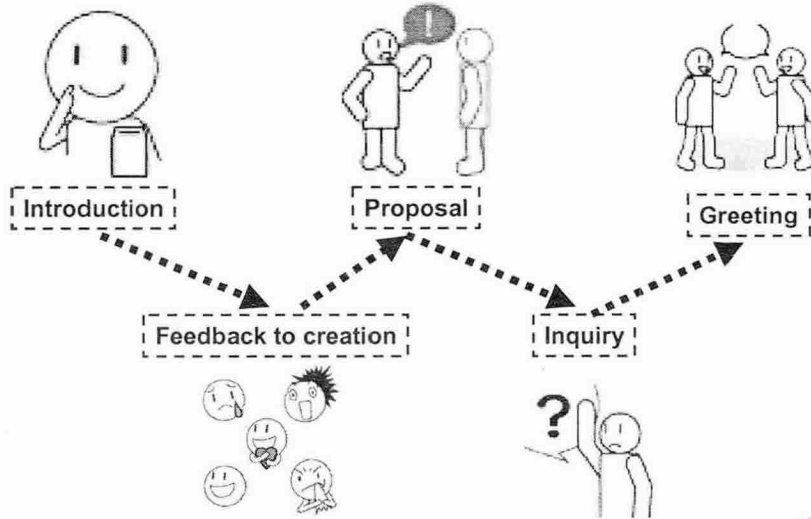 Introduction
Feedback to creation
Proposal
Inquiry
?
Greeting